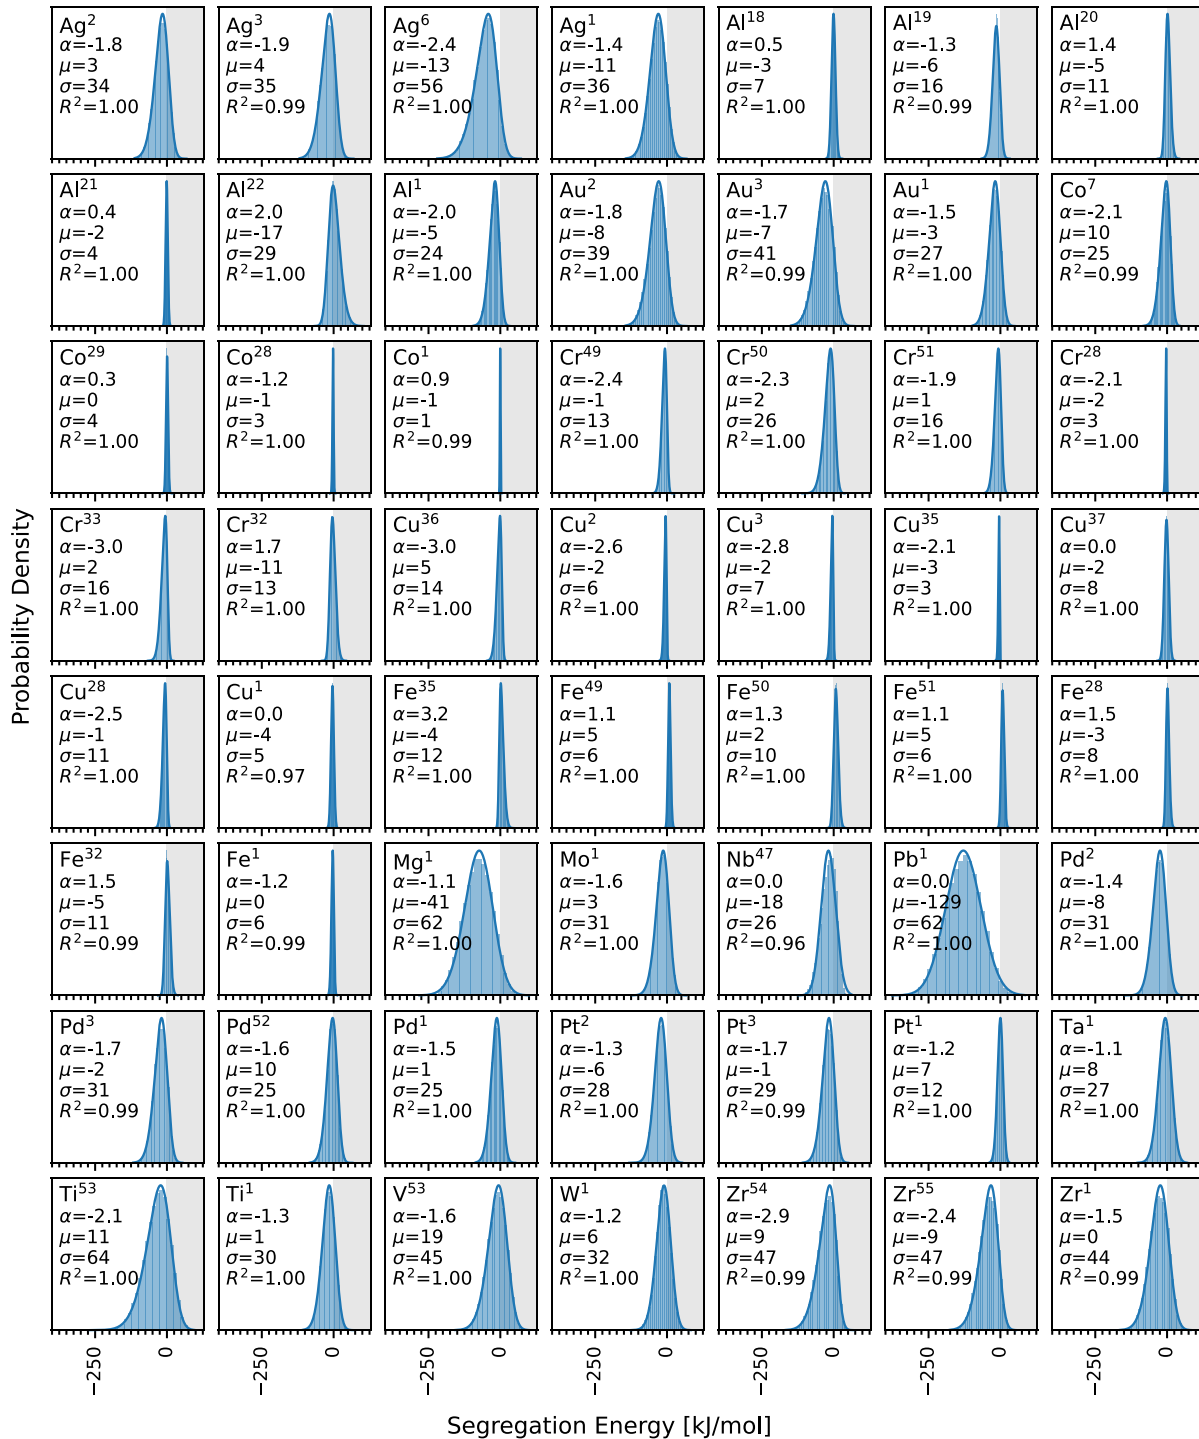 Ag²
α=-1.8
μ=3
σ=34
R²=1.00
Ag³
α=-1.9
μ=4
σ=35
R²=0.99
Ag⁶
α=-2.4
μ=-13
σ=56
R²=1.00
Ag¹
α=-1.4
μ=-11
σ=36
R²=1.00
Al¹⁸
α=0.5
μ=-3
σ=7
R²=1.00
Al¹⁹
α=-1.3
μ=-6
σ=16
R²=0.99
Al²⁰
α=1.4
μ=-5
σ=11
R²=1.00
Al²¹
α=0.4
μ=-2
σ=4
R²=1.00
Al²²
α=2.0
μ=-17
σ=29
R²=1.00
Al¹
α=-2.0
μ=-5
σ=24
R²=1.00
Au²
α=-1.8
μ=-8
σ=39
R²=1.00
Au³
α=-1.7
μ=-7
σ=41
R²=0.99
Au¹
α=-1.5
μ=-3
σ=27
R²=1.00
Co⁷
α=-2.1
μ=10
σ=25
R²=0.99
Co²⁹
α=0.3
μ=0
σ=4
R²=1.00
Co²⁸
α=-1.2
μ=-1
σ=3
R²=1.00
Co¹
α=0.9
μ=-1
σ=1
R²=0.99
Cr⁴⁹
α=-2.4
μ=-1
σ=13
R²=1.00
Cr⁵⁰
α=-2.3
μ=2
σ=26
R²=1.00
Cr⁵¹
α=-1.9
μ=1
σ=16
R²=1.00
Cr²⁸
α=-2.1
μ=-2
σ=3
R²=1.00
Cr³³
α=-3.0
μ=2
σ=16
R²=1.00
Cr³²
α=1.7
μ=-11
σ=13
R²=1.00
Cu³⁶
α=-3.0
μ=5
σ=14
R²=1.00
Cu²
α=-2.6
μ=-2
σ=6
R²=1.00
Cu³
α=-2.8
μ=-2
σ=7
R²=1.00
Cu³⁵
α=-2.1
μ=-3
σ=3
R²=1.00
Cu³⁷
α=0.0
μ=-2
σ=8
R²=1.00
Cu²⁸
α=-2.5
μ=-1
σ=11
R²=1.00
Cu¹
α=0.0
μ=-4
σ=5
R²=0.97
Fe³⁵
α=3.2
μ=-4
σ=12
R²=1.00
Fe⁴⁹
α=1.1
μ=5
σ=6
R²=1.00
Fe⁵⁰
α=1.3
μ=2
σ=10
R²=1.00
Fe⁵¹
α=1.1
μ=5
σ=6
R²=1.00
Fe²⁸
α=1.5
μ=-3
σ=8
R²=1.00
Fe³²
α=1.5
μ=-5
σ=11
R²=0.99
Fe¹
α=-1.2
μ=0
σ=6
R²=0.99
Mg¹
α=-1.1
μ=-41
σ=62
R²=1.00
Mo¹
α=-1.6
μ=3
σ=31
R²=1.00
Nb⁴⁷
α=0.0
μ=-18
σ=26
R²=0.96
Pb¹
α=0.0
μ=-129
σ=62
R²=1.00
Pd²
α=-1.4
μ=-8
σ=31
R²=1.00
Pd³
α=-1.7
μ=-2
σ=31
R²=0.99
Pd⁵²
α=-1.6
μ=10
σ=25
R²=1.00
Pd¹
α=-1.5
μ=1
σ=25
R²=1.00
Pt²
α=-1.3
μ=-6
σ=28
R²=1.00
Pt³
α=-1.7
μ=-1
σ=29
R²=0.99
Pt¹
α=-1.2
μ=7
σ=12
R²=1.00
Ta¹
α=-1.1
μ=8
σ=27
R²=1.00
Ti⁵³
α=-2.1
μ=11
σ=64
R²=1.00
Ti¹
α=-1.3
μ=1
σ=30
R²=1.00
V⁵³
α=-1.6
μ=19
σ=45
R²=1.00
W¹
α=-1.2
μ=6
σ=32
R²=1.00
Zr⁵⁴
α=-2.9
μ=9
σ=47
R²=0.99
Zr⁵⁵
α=-2.4
μ=-9
σ=47
R²=0.99
Zr¹
α=-1.5
μ=0
σ=44
R²=0.99
Probability Density
−250
0
−250
0
−250
0
−250
0
−250
0
−250
0
−250
0
Segregation Energy [kJ/mol]